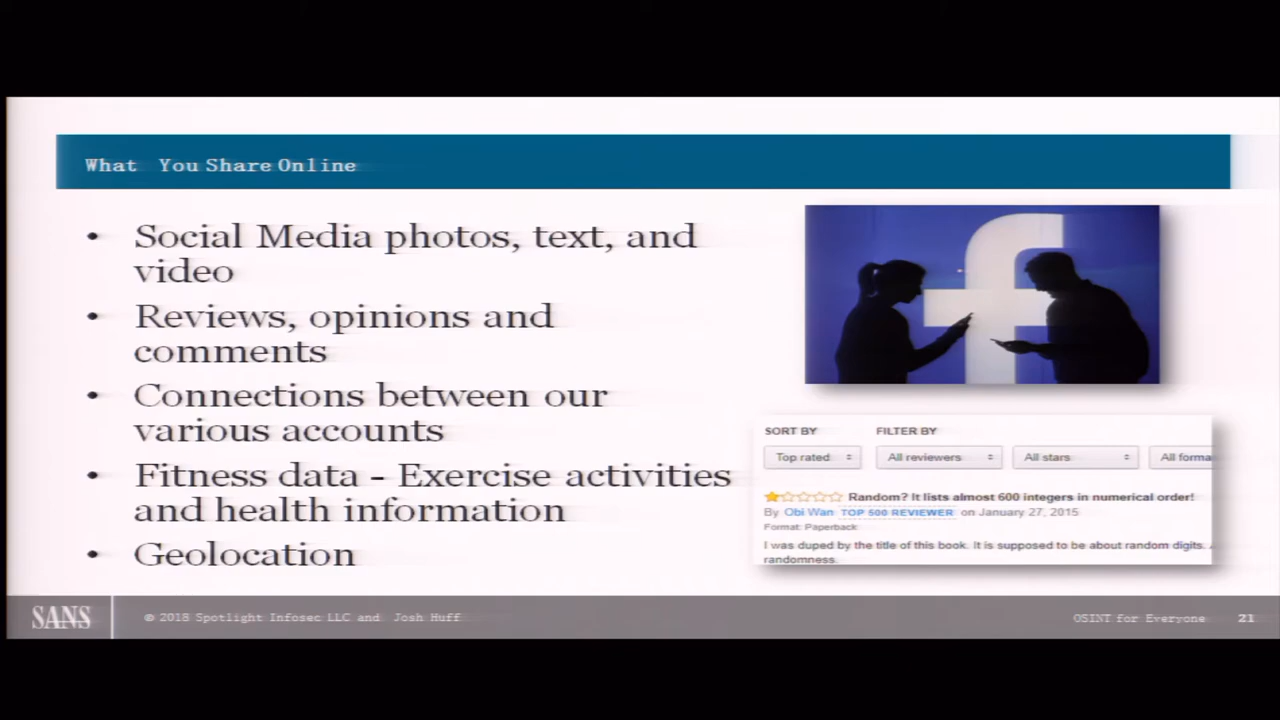 What You Share Online
• Social Media photos, text, and
video
• Reviews, opinions and
comments
• Connections between our
various accounts
• Fitness data - Exercise activities
and health information
• Geolocation
f
SORT BY
FILTER BY
Top rated
All reviewers
All stars
All forma
Random? It lists almost 600 integers in numerical order!
By Obi Wan TOP 500 REVIEWER on January 27, 2015
Format: Paperback
I was duped by the title of this book. It is supposed to be about random digits.
randomness.
SANS
© 2018 Spotlight Infosec LLC and Josh Huff
OSINT for Everyone
21